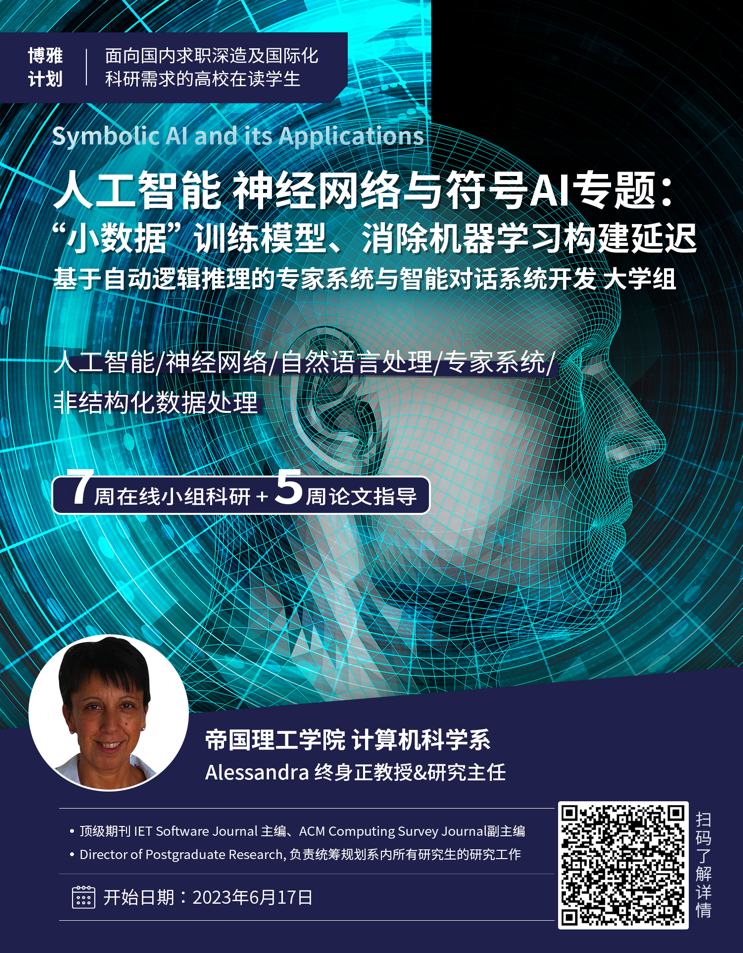 博雅
计划
面向国内求职深造及国际化
科研需求的高校在读学生
Symbolic AI and its Applications
人工智能 神经网络与符号AI专题：
“小数据” 训练模型、消除机器学习构建延迟
基于自动逻辑推理的专家系统与智能对话系统开发 大学组
人工智能/神经网络/自然语言处理/专家系统/
非结构化数据处理
7周在线小组科研 + 5周论文指导
帝国理工学院 计算机科学系
Alessandra 终身正教授&研究主任
• 顶级期刊 IET Software Journal 主编、ACM Computing Survey Journal副主编
• Director of Postgraduate Research, 负责统筹规划系内所有研究生的研究工作
开始日期：2023年6月17日
扫码了解详情